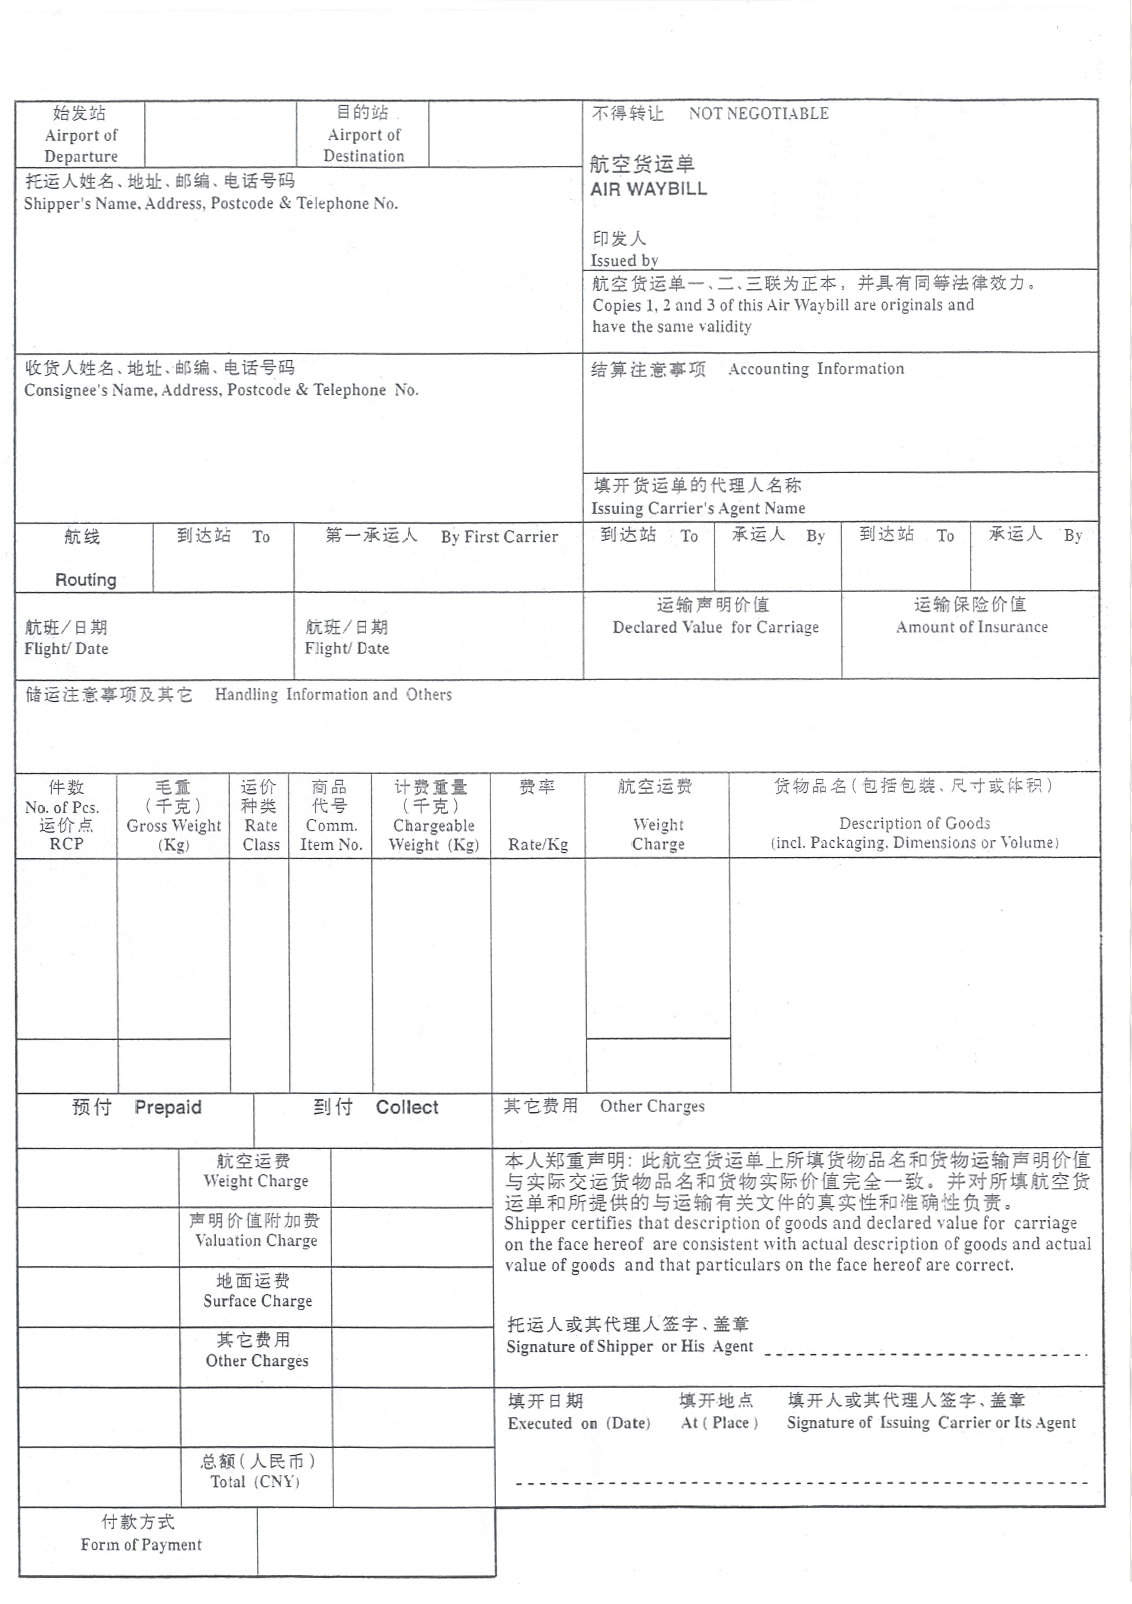 始发站
Airport of
Departure
目的站
Airport of
Destination
不得转让 NOT NEGOTIABLE
航空货运单
AIR WAYBILL
印发人
Issued by
托运人姓名、地址、邮编、电话号码
Shipper's Name, Address, Postcode & Telephone No.
航空货运单一、二、三联为正本，并具有同等法律效力。
Copies 1, 2 and 3 of this Air Waybill are originals and
have the same validity
收货人姓名、地址、邮编、电话号码
Consignee's Name, Address, Postcode & Telephone No.
结算注意事项 Accounting Information
填开货运单的代理人名称
Issuing Carrier's Agent Name
航线
Routing
到达站 To
第一承运人 By First Carrier
到达站 To
承运人 By
到达站 To
承运人 By
航班/日期
Flight/ Date
航班/日期
Flight/ Date
运输声明价值
Declared Value for Carriage
运输保险价值
Amount of Insurance
储运注意事项及其它 Handling Information and Others
件数
No. of Pcs.
运价点
RCP
毛重
（千克）
Gross Weight
(Kg)
运价
种类
Rate
Class
商品
代号
Comm.
Item No.
计费重量
（千克）
Chargeable
Weight (Kg)
费率
Rate/Kg
航空运费
Weight
Charge
货物品名（包括包装、尺寸或体积）
Description of Goods
(incl. Packaging. Dimensions or Volume)
预付 Prepaid
到付 Collect
其它费用 Other Charges
航空运费
Weight Charge
声明价值附加费
Valuation Charge
地面运费
Surface Charge
其它费用
Other Charges
总额（人民币）
Total (CNY)
付款方式
Form of Payment
本人郑重声明：此航空货运单上所填货物品名和货物运输声明价值
与实际交运货物品名和货物实际价值完全一致。并对所填航空货
运单和所提供的与运输有关文件的真实性和准确性负责。
Shipper certifies that description of goods and declared value for carriage
on the face hereof are consistent with actual description of goods and actual
value of goods and that particulars on the face hereof are correct.
托运人或其代理人签字、盖章
Signature of Shipper or His Agent
填开日期 填开地点 填开人或其代理人签字、盖章
Executed on (Date) At ( Place ) Signature of Issuing Carrier or Its Agent